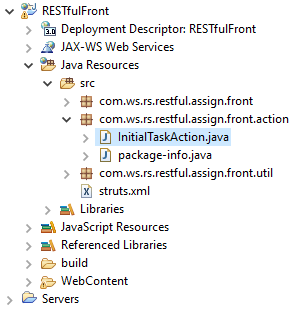 RESTfulFront
Deployment Descriptor: RESTfulFront
JAX-WS Web Services
Java Resources
src
com.ws.rs.restful.assign.front
com.ws.rs.restful.assign.front.action
InitialTaskAction.java
package-info.java
com.ws.rs.restful.assign.front.util
struts.xml
Libraries
JavaScript Resources
Referenced Libraries
build
WebContent
Servers